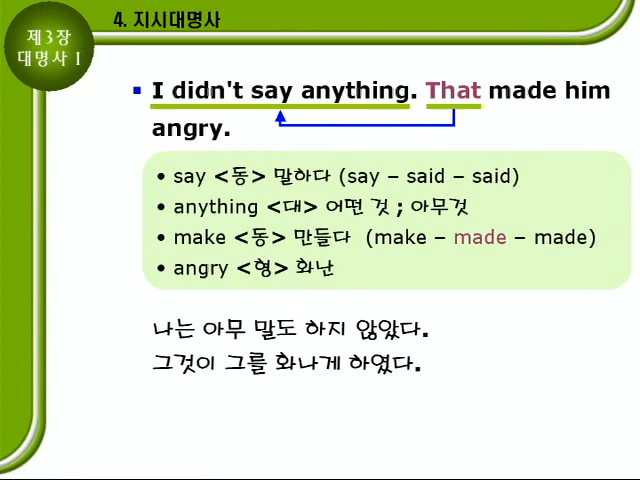 제3장
대명사 I
4. 지시대명사
I didn't say anything. That made him
angry.
• say <동> 말하다 (say – said – said)
• anything <대> 어떤 것 ; 아무것
• make <동> 만들다 (make – made – made)
• angry <형> 화난
나는 아무 말도 하지 않았다.
그것이 그를 화나게 하였다.